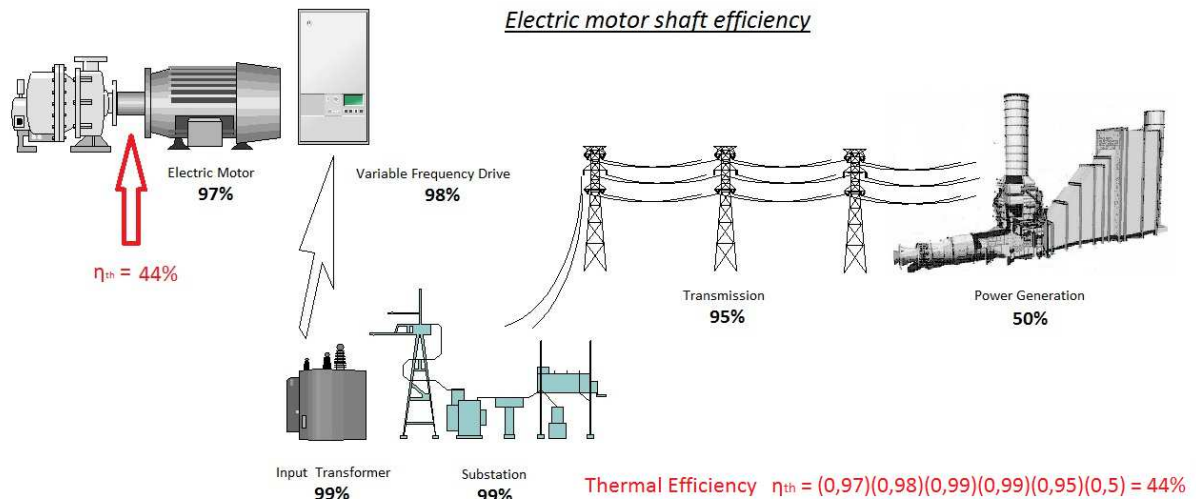 Electric motor shaft efficiency
Electric Motor
97%
Variable Frequency Drive
98%
ηth = 44%
Transmission
95%
Power Generation
50%
Input Transformer
99%
Substation
99%
Thermal Efficiency ηth = (0,97)(0,98)(0,99)(0,99)(0,95)(0,5) = 44%